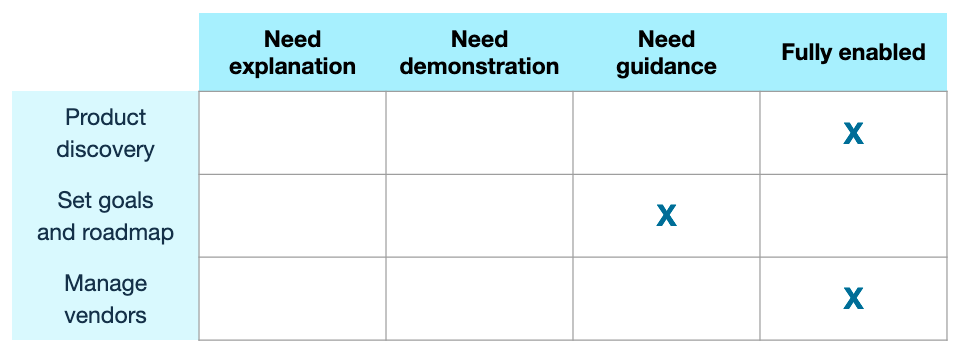 Need explanation
Need demonstration
Need guidance
Fully enabled
Product discovery
X
Set goals and roadmap
X
Manage vendors
X